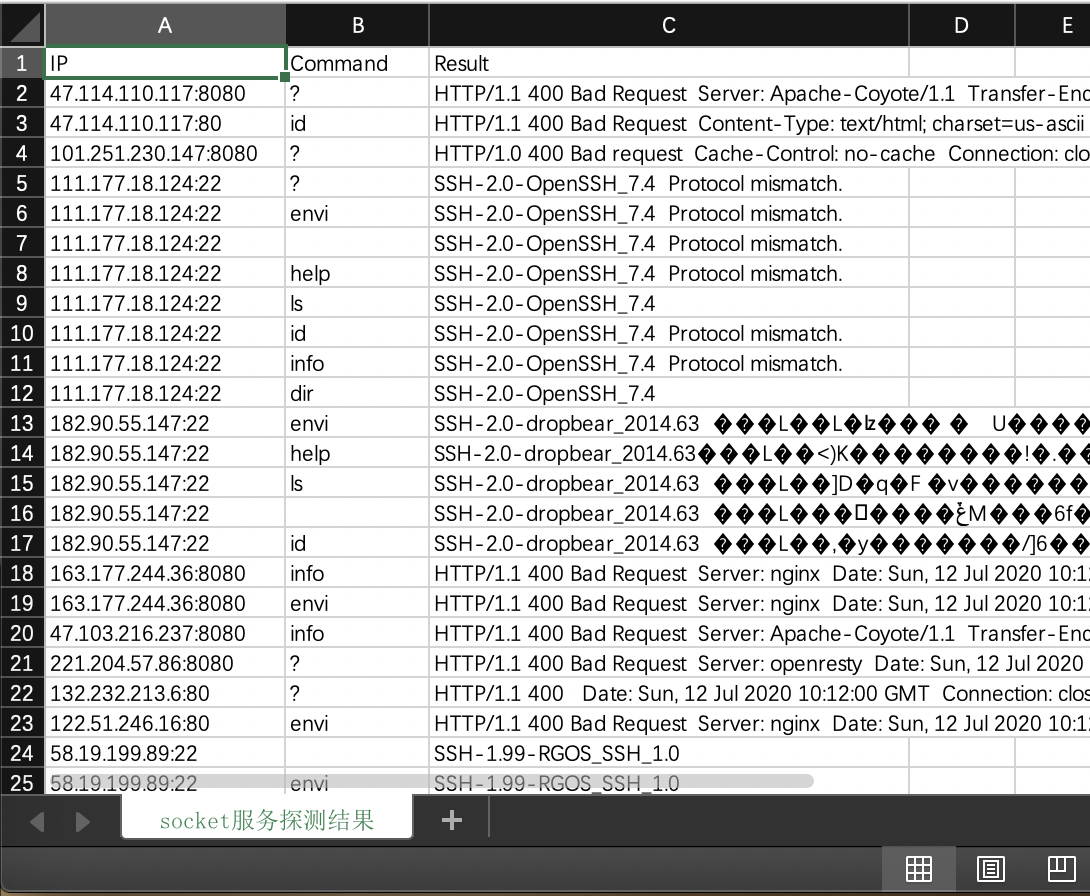 A B C D E
1 IP Command Result
2 47.114.110.117:8080 ? HTTP/1.1 400 Bad Request Server: Apache-Coyote/1.1 Transfer-Enc
3 47.114.110.117:80 id HTTP/1.1 400 Bad Request Content-Type: text/html; charset=us-ascii
4 101.251.230.147:8080 ? HTTP/1.0 400 Bad request Cache-Control: no-cache Connection: clo
5 111.177.18.124:22 ? SSH-2.0-OpenSSH_7.4 Protocol mismatch.
6 111.177.18.124:22 envi SSH-2.0-OpenSSH_7.4 Protocol mismatch.
7 111.177.18.124:22 SSH-2.0-OpenSSH_7.4 Protocol mismatch.
8 111.177.18.124:22 help SSH-2.0-OpenSSH_7.4 Protocol mismatch.
9 111.177.18.124:22 ls SSH-2.0-OpenSSH_7.4
10 111.177.18.124:22 id SSH-2.0-OpenSSH_7.4 Protocol mismatch.
11 111.177.18.124:22 info SSH-2.0-OpenSSH_7.4 Protocol mismatch.
12 111.177.18.124:22 dir SSH-2.0-OpenSSH_7.4
13 182.90.55.147:22 envi SSH-2.0-dropbear_2014.63 ���L��L�ʫ��� � U����
14 182.90.55.147:22 help SSH-2.0-dropbear_2014.63���L��<)K��������!�.��
15 182.90.55.147:22 ls SSH-2.0-dropbear_2014.63 ���L��]D�q�F �v������
16 182.90.55.147:22 SSH-2.0-dropbear_2014.63 ���L���▯����ڠM���6f�
17 182.90.55.147:22 id SSH-2.0-dropbear_2014.63 ���L��,�y�������/]6��
18 163.177.244.36:8080 info HTTP/1.1 400 Bad Request Server: nginx Date: Sun, 12 Jul 2020 10:1
19 163.177.244.36:8080 envi HTTP/1.1 400 Bad Request Server: nginx Date: Sun, 12 Jul 2020 10:1
20 47.103.216.237:8080 info HTTP/1.1 400 Bad Request Server: Apache-Coyote/1.1 Transfer-Enc
21 221.204.57.86:8080 ? HTTP/1.1 400 Bad Request Server: openresty Date: Sun, 12 Jul 2020
22 132.232.213.6:80 ? HTTP/1.1 400 Date: Sun, 12 Jul 2020 10:12:00 GMT Connection: clos
23 122.51.246.16:80 envi HTTP/1.1 400 Bad Request Server: nginx Date: Sun, 12 Jul 2020 10:1
24 58.19.199.89:22 SSH-1.99-RGOS_SSH_1.0
25 58.19.199.89:22 envi SSH-1.99-RGOS_SSH_1.0
socket服务探测结果